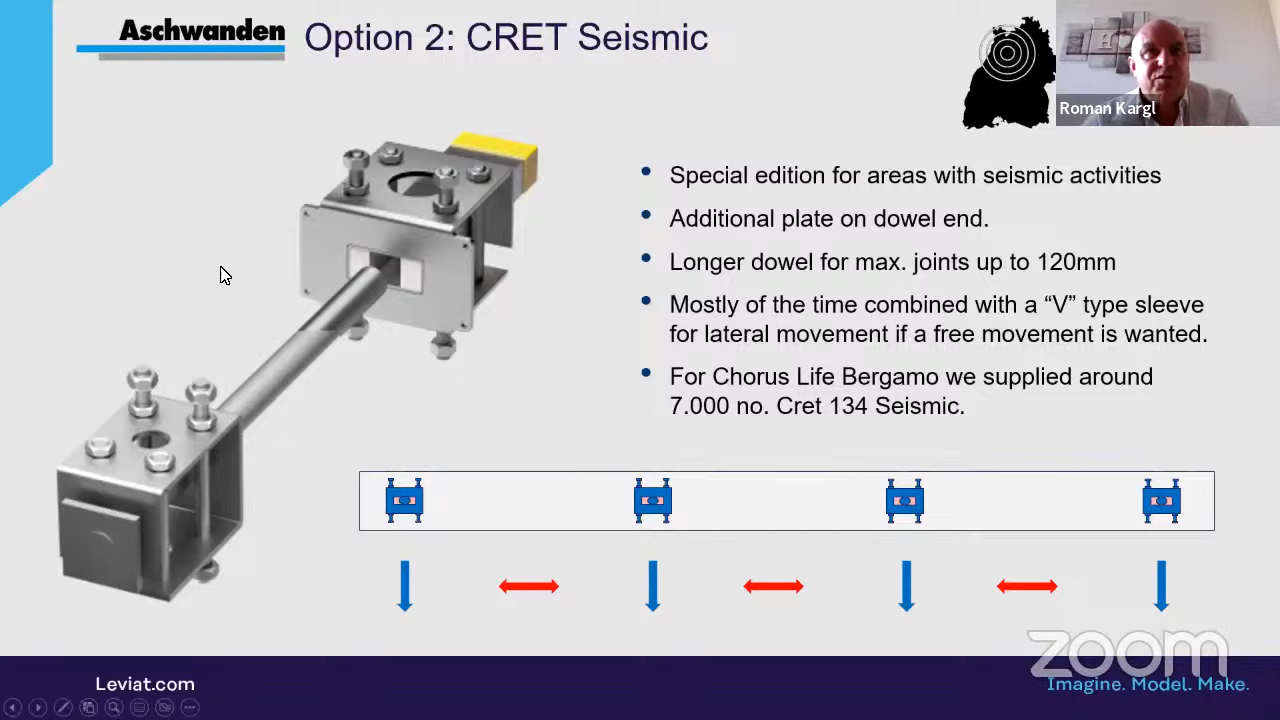 Aschwanden
Option 2: CRET Seismic
Roman Kargl
Special edition for areas with seismic activities
Additional plate on dowel end.
Longer dowel for max. joints up to 120mm
Mostly of the time combined with a “V” type sleeve
for lateral movement if a free movement is wanted.
For Chorus Life Bergamo we supplied around
7.000 no. Cret 134 Seismic.
zoom
Leviat.com
Imagine. Model. Make.